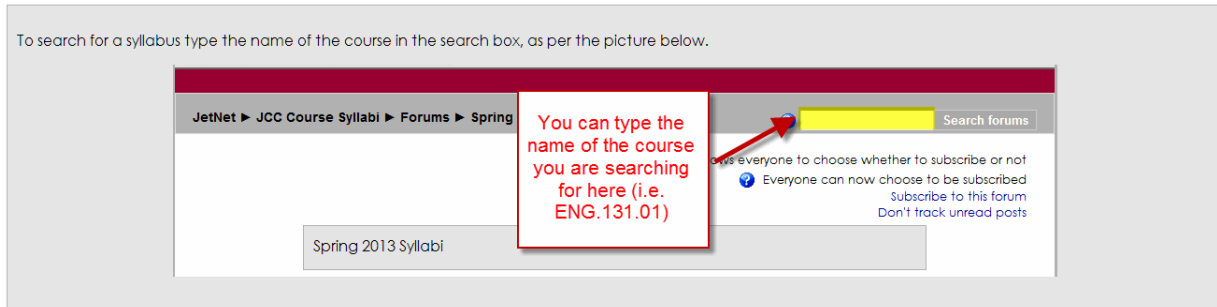 To search for a syllabus type the name of the course in the search box, as per the picture below.
JetNet ► JCC Course Syllabi ► Forums ► Spring
Search forums
You can type the
name of the course
you are searching
for here (i.e.
ENG.131.01)
everyone to choose whether to subscribe or not
Everyone can now choose to be subscribed
Subscribe to this forum
Don't track unread posts
Spring 2013 Syllabi